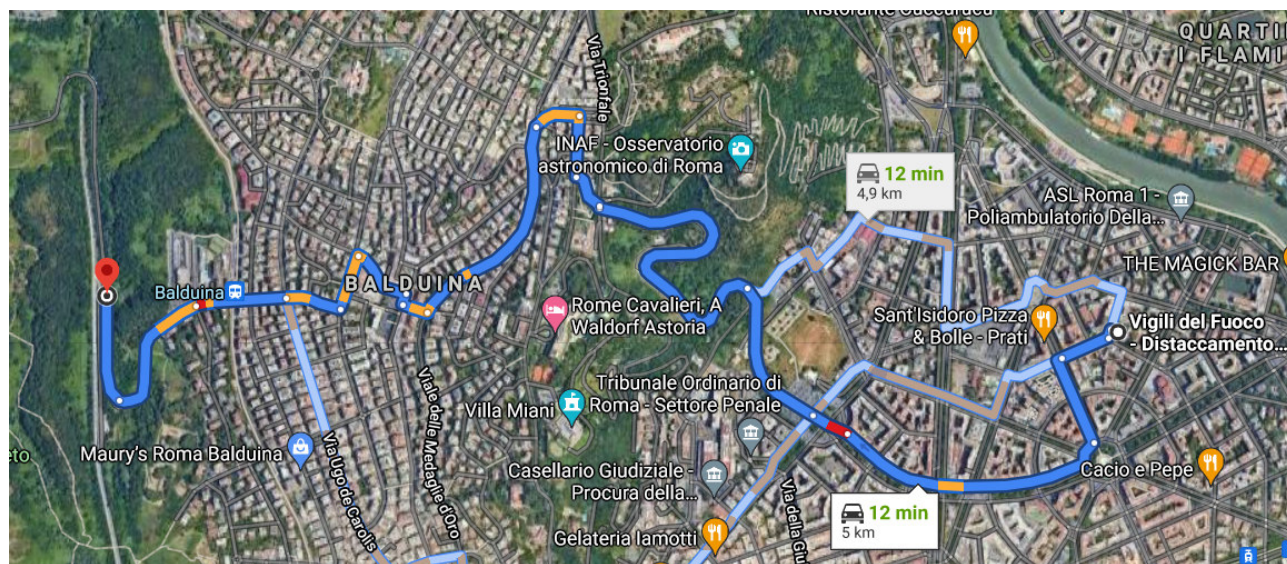 Ristorante Cacciaraca
QUARTI
I FLAMI
Via Trionfale
INAF - Osservatorio
astronomico di Roma
12 min
4,9 km
ASL Roma 1 -
Poliambulatorio Della...
THE MAGICK BAR
Balduina
BALDUINA
Rome Cavalieri, A
Waldorf Astoria
Sant'Isidoro Pizza
& Bolle - Prati
Vigili del Fuoco
- Distaccamento...
Tribunale Ordinario di
Roma - Settore Penale
Villa Miani
Viale delle Medaglie d'Oro
Maury's Roma Balduina
Via Ugo de Carolis
Casellario Giudiziale -
Procura della...
Via della Giu
Cacio e Pepe
12 min
5 km
Gelateria Iamotti
eto